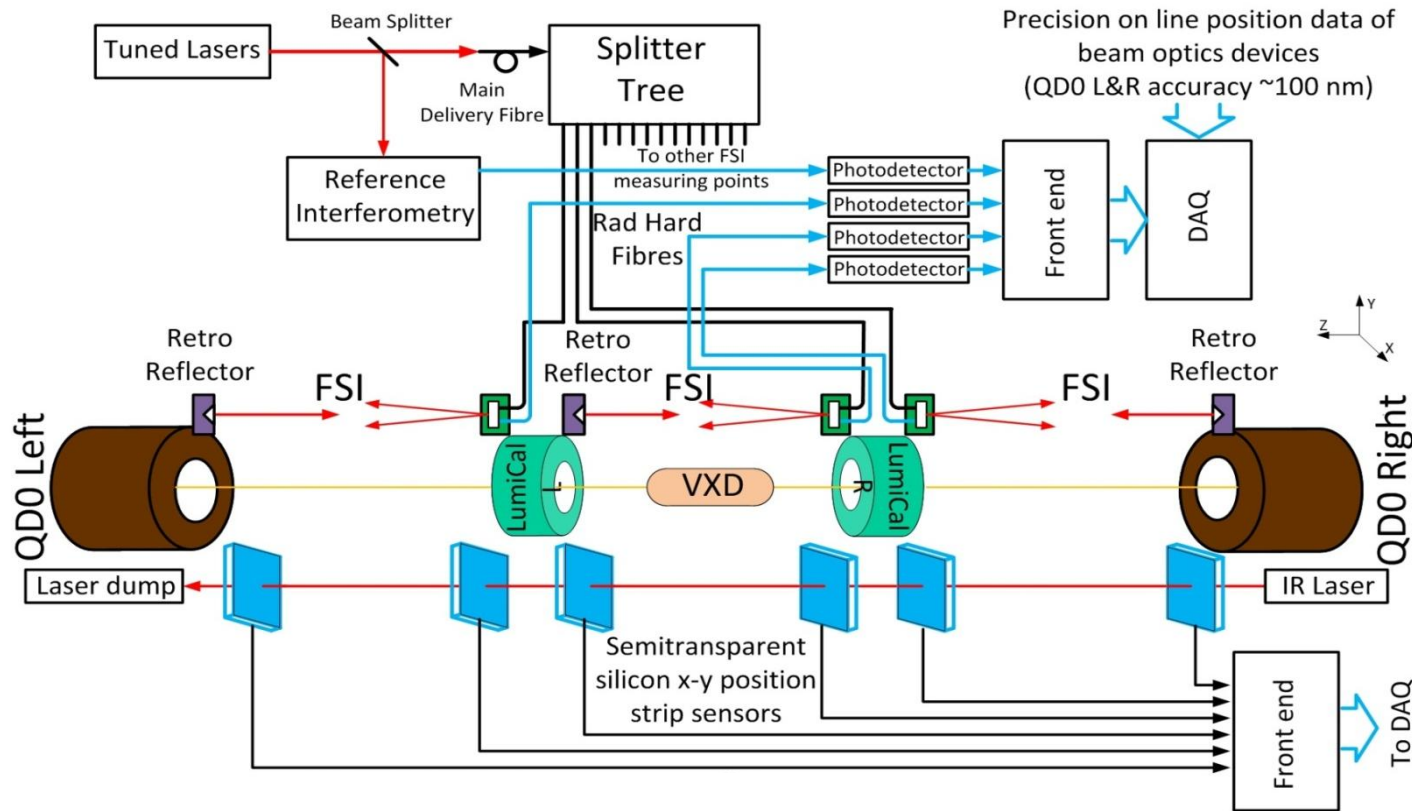 Beam Splitter
Tuned Lasers
Main
Delivery Fibre
Splitter
Tree
Precision on line position data of
beam optics devices
(QD0 L&R accuracy ~100 nm)
To other FSI
measuring points
Reference
Interferometry
Rad Hard
Fibres
Photodetector
Photodetector
Photodetector
Photodetector
Front end
DAQ
Y
Z
X
Retro
Reflector
FSI
Retro
Reflector
FSI
FSI
Retro
Reflector
QD0 Left
LumiCal
L
VXD
R
LumiCal
QD0 Right
Laser dump
IR Laser
Semitransparent
silicon x-y position
strip sensors
Front end
To DAQ